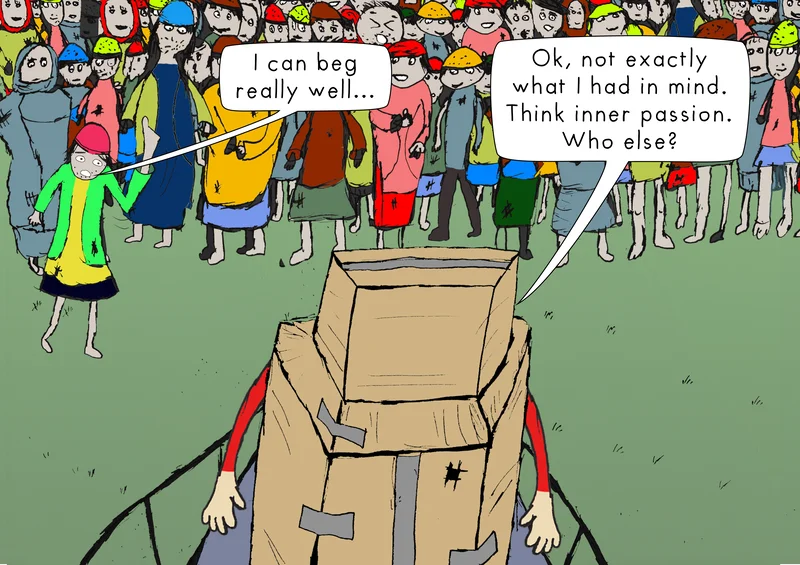 I can beg
really well...
Ok, not exactly
what I had in mind.
Think inner passion.
Who else?